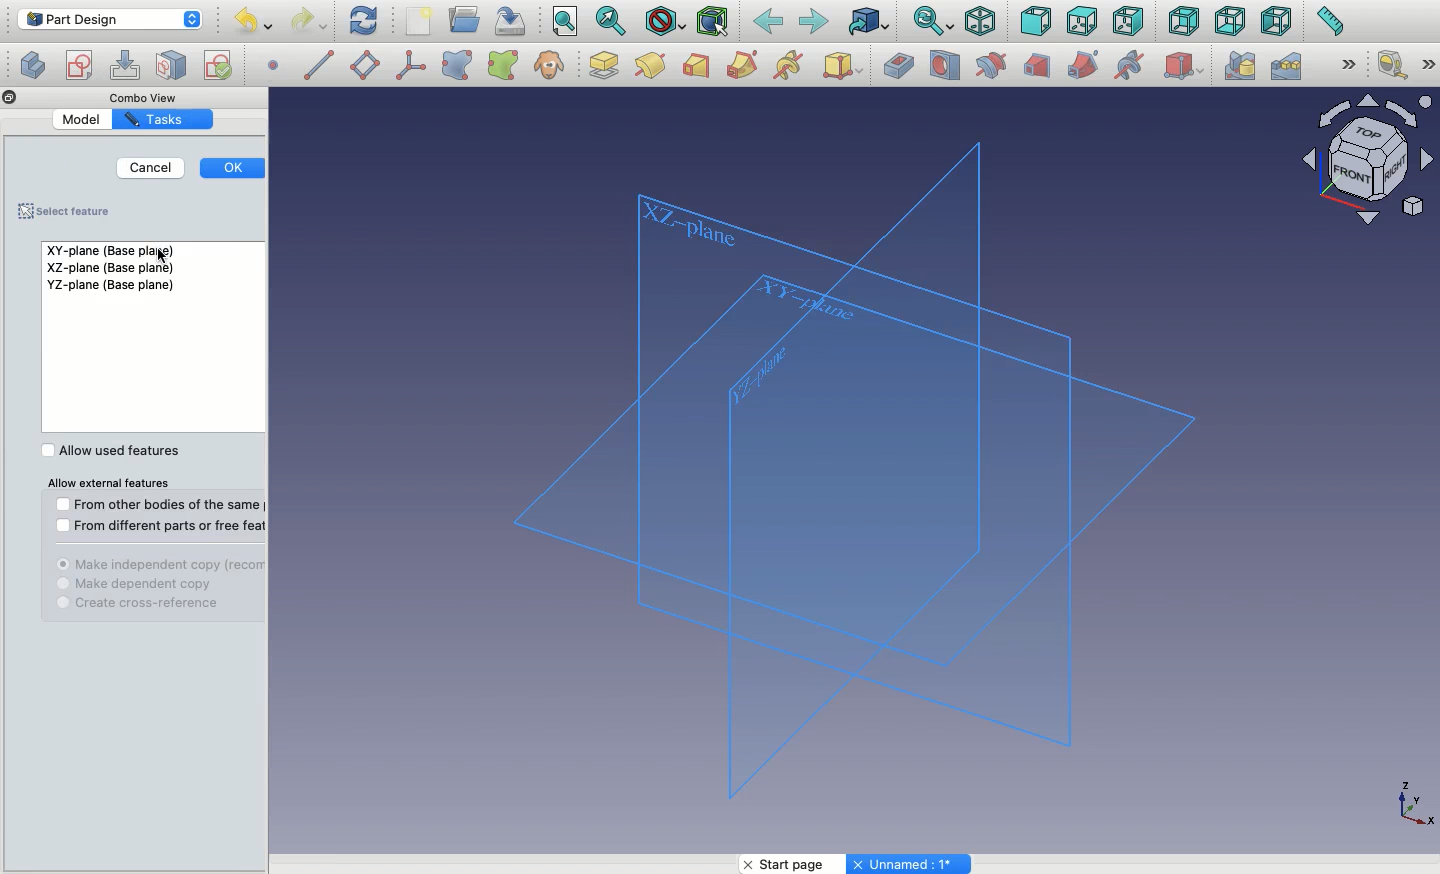 Part Design
Combo View
Model
Tasks
Cancel
OK
Select feature
XY-plane (Base plane)
XZ-plane (Base plane)
YZ-plane (Base plane)
Allow used features
Allow external features
From other bodies of the same
From different parts or free feat
Make independent copy (recom
Make dependent copy
Create cross-reference
XZ-plane
XY-plane
YZ-plane
TOP
FRONT
RIGHT
Z
Y
X
Start page
Unnamed : 1*